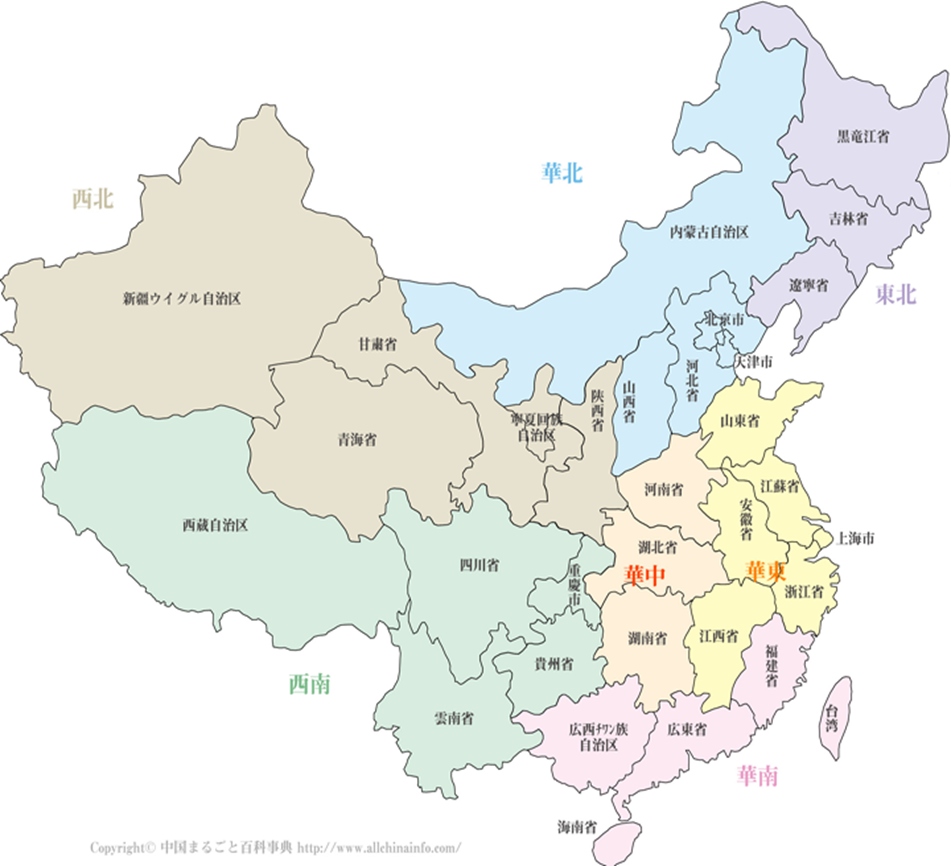 黒竜江省
華北
西北
吉林省
内蒙古自治区
遼寧省
東北
新疆ウイグル自治区
北京市
甘粛省
天津市
河北省
山西省
陝西省
寧夏回族
自治区
山東省
青海省
河南省
江蘇省
安徽省
西蔵自治区
上海市
湖北省
四川省
華中
華東
重慶市
浙江省
湖南省
江西省
福建省
貴州省
西南
雲南省
台湾
広西ﾁﾜﾝ族
自治区
広東省
華南
海南省
Copyright© 中国まるごと百科事典 http://www.allchinainfo.com/